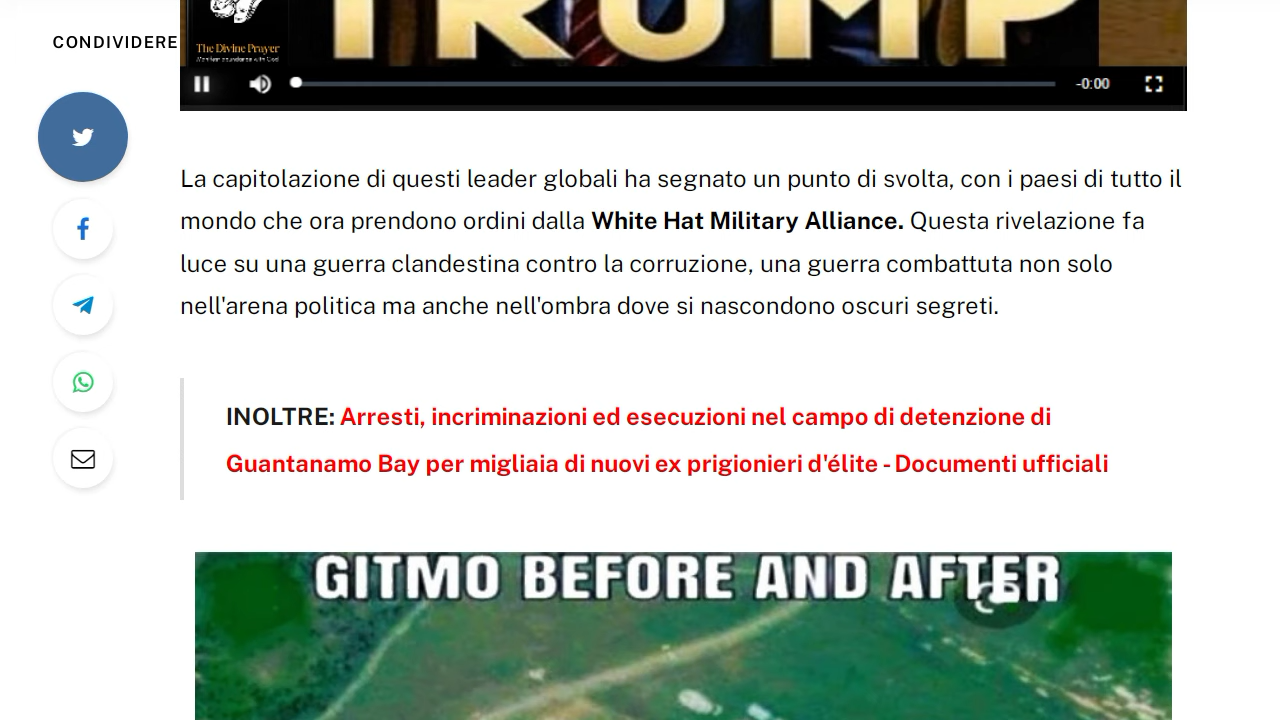 TRUMP
CONDIVIDERE
The Divine Prayer
-0:00
La capitolazione di questi leader globali ha segnato un punto di svolta, con i paesi di tutto il
mondo che ora prendono ordini dalla White Hat Military Alliance. Questa rivelazione fa
luce su una guerra clandestina contro la corruzione, una guerra combattuta non solo
nell'arena politica ma anche nell'ombra dove si nascondono oscuri segreti.
INOLTRE: Arresti, incriminazioni ed esecuzioni nel campo di detenzione di
Guantanamo Bay per migliaia di nuovi ex prigionieri d'élite - Documenti ufficiali
GITMO BEFORE AND AFTER